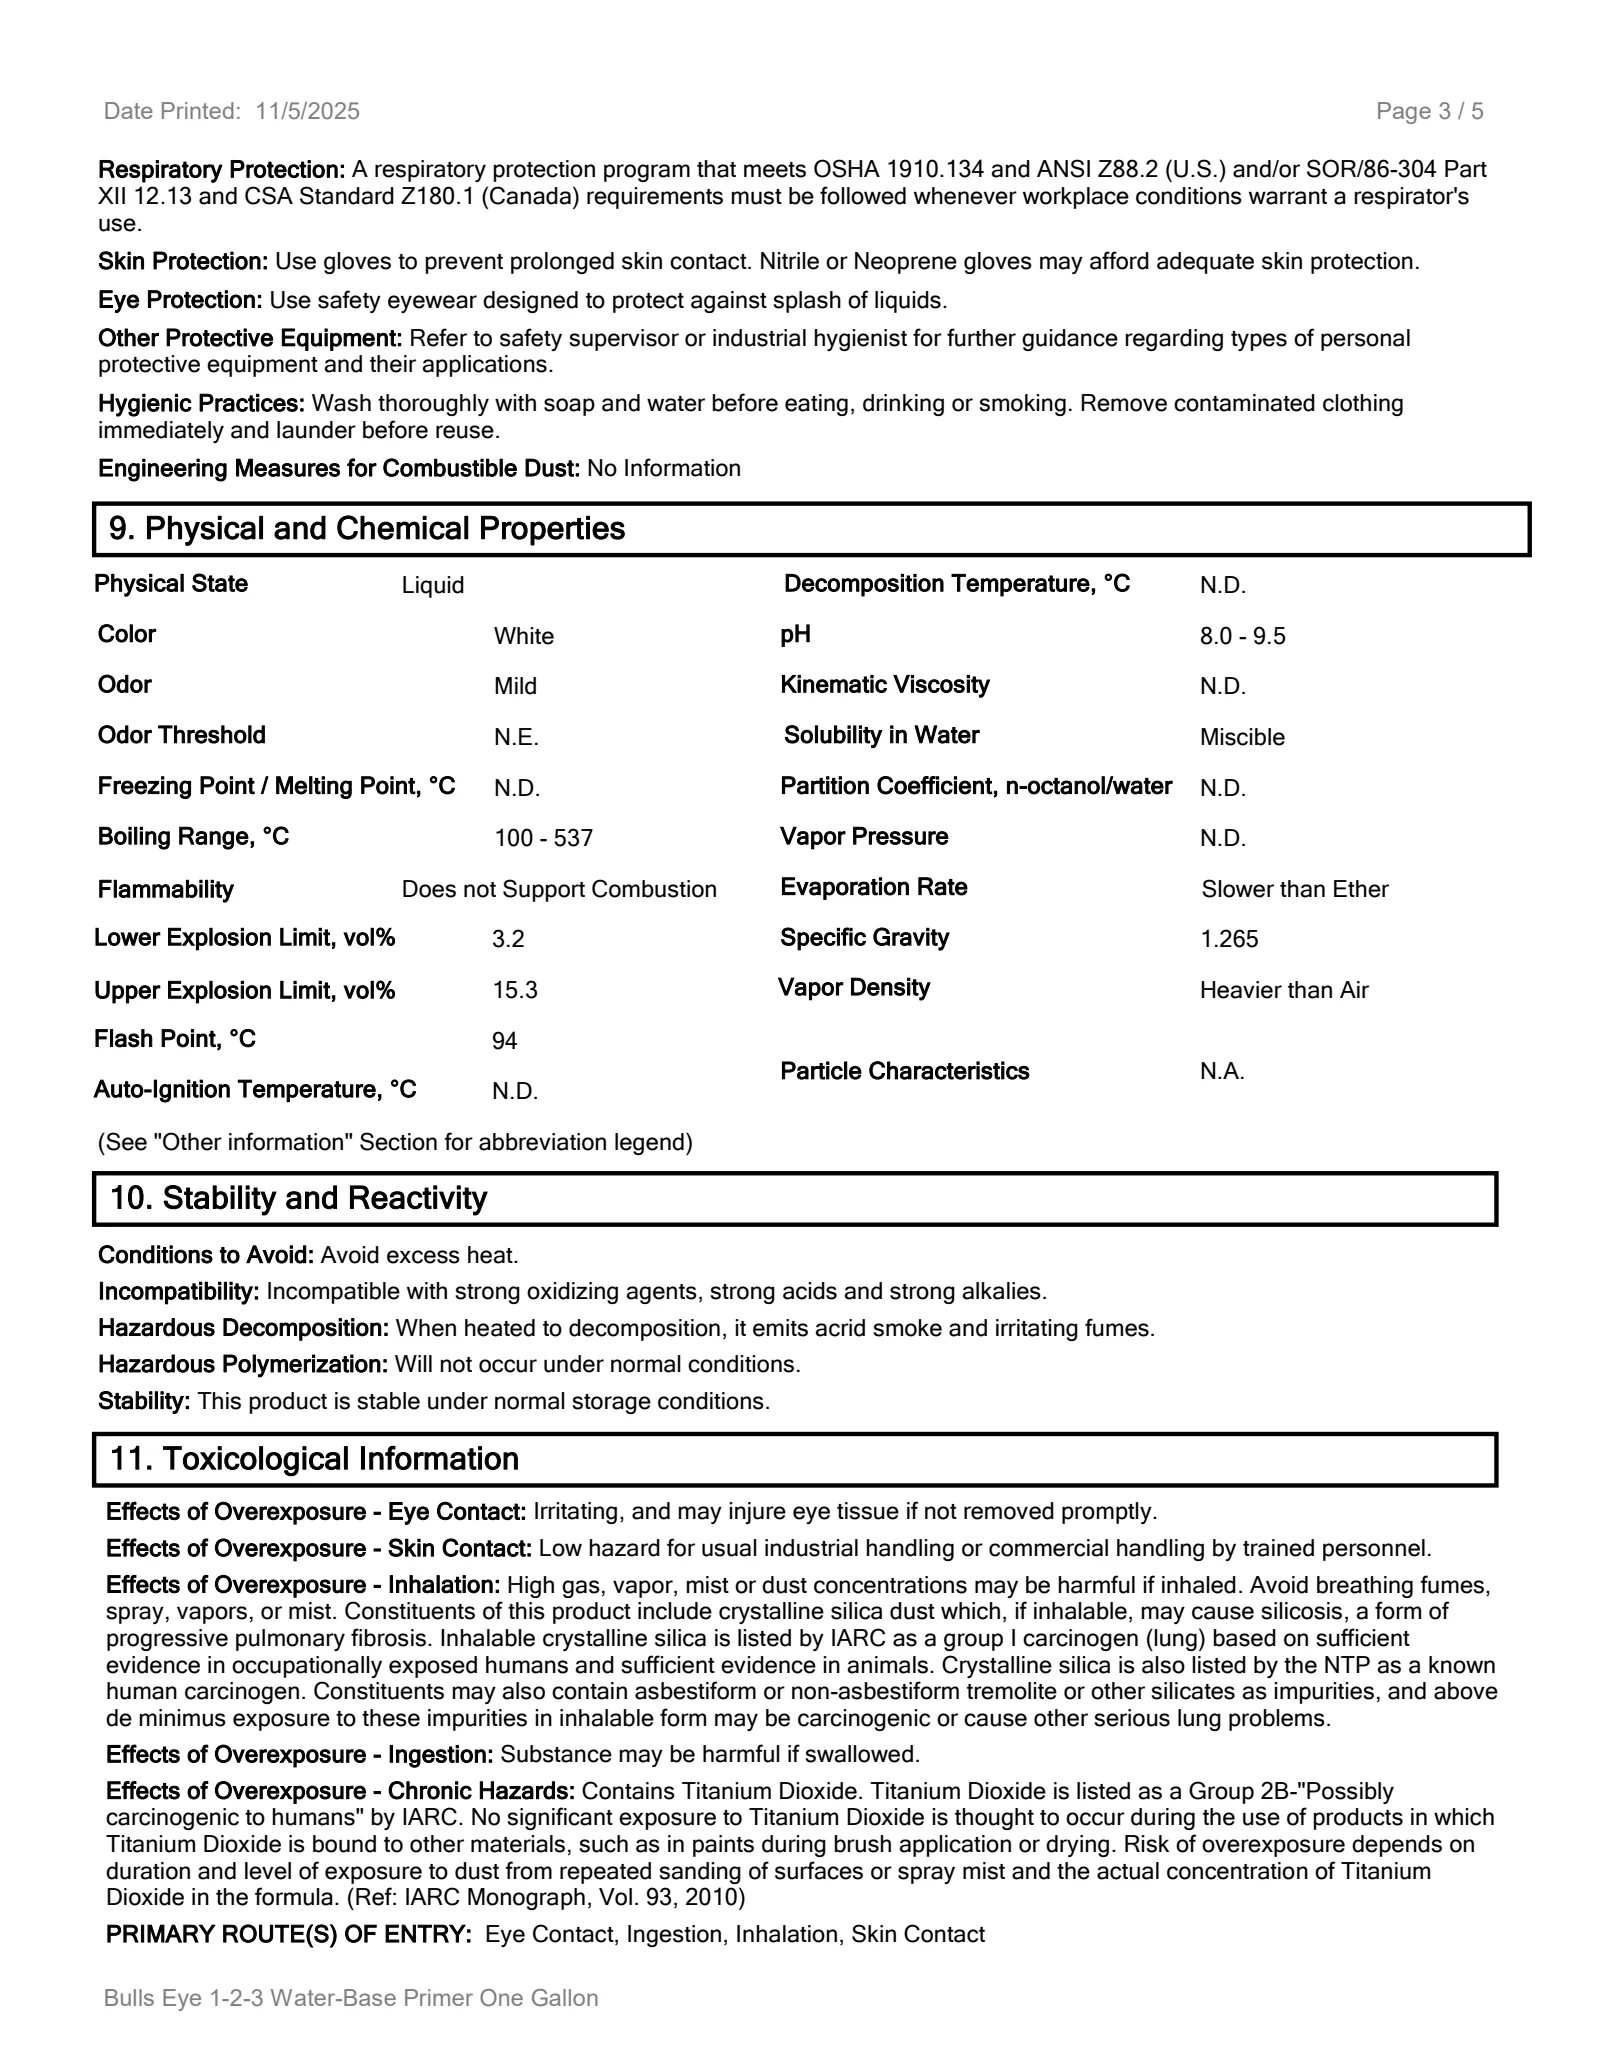 Date Printed: 11/5/2025 Page 3 / 5
Respiratory Protection: A respiratory protection program that meets OSHA 1910.134 and ANSI Z88.2 (U.S.) and/or SOR/86-304 Part
XII 12.13 and CSA Standard Z180.1 (Canada) requirements must be followed whenever workplace conditions warrant a respirator's
use.
Skin Protection: Use gloves to prevent prolonged skin contact. Nitrile or Neoprene gloves may afford adequate skin protection.
Eye Protection: Use safety eyewear designed to protect against splash of liquids.
Other Protective Equipment: Refer to safety supervisor or industrial hygienist for further guidance regarding types of personal
protective equipment and their applications.
Hygienic Practices: Wash thoroughly with soap and water before eating, drinking or smoking. Remove contaminated clothing
immediately and launder before reuse.
Engineering Measures for Combustible Dust: No Information
9. Physical and Chemical Properties
Physical State Liquid Decomposition Temperature, °C N.D.
Color White pH 8.0 - 9.5
Odor Mild Kinematic Viscosity N.D.
Odor Threshold N.E. Solubility in Water Miscible
Freezing Point / Melting Point, °C N.D. Partition Coefficient, n-octanol/water N.D.
Boiling Range, °C 100 - 537 Vapor Pressure N.D.
Flammability Does not Support Combustion Evaporation Rate Slower than Ether
Lower Explosion Limit, vol% 3.2 Specific Gravity 1.265
Upper Explosion Limit, vol% 15.3 Vapor Density Heavier than Air
Flash Point, °C 94
Particle Characteristics N.A.
Auto-Ignition Temperature, °C N.D.
(See "Other information" Section for abbreviation legend)
10. Stability and Reactivity
Conditions to Avoid: Avoid excess heat.
Incompatibility: Incompatible with strong oxidizing agents, strong acids and strong alkalies.
Hazardous Decomposition: When heated to decomposition, it emits acrid smoke and irritating fumes.
Hazardous Polymerization: Will not occur under normal conditions.
Stability: This product is stable under normal storage conditions.
11. Toxicological Information
Effects of Overexposure - Eye Contact: Irritating, and may injure eye tissue if not removed promptly.
Effects of Overexposure - Skin Contact: Low hazard for usual industrial handling or commercial handling by trained personnel.
Effects of Overexposure - Inhalation: High gas, vapor, mist or dust concentrations may be harmful if inhaled. Avoid breathing fumes,
spray, vapors, or mist. Constituents of this product include crystalline silica dust which, if inhalable, may cause silicosis, a form of
progressive pulmonary fibrosis. Inhalable crystalline silica is listed by IARC as a group I carcinogen (lung) based on sufficient
evidence in occupationally exposed humans and sufficient evidence in animals. Crystalline silica is also listed by the NTP as a known
human carcinogen. Constituents may also contain asbestiform or non-asbestiform tremolite or other silicates as impurities, and above
de minimus exposure to these impurities in inhalable form may be carcinogenic or cause other serious lung problems.
Effects of Overexposure - Ingestion: Substance may be harmful if swallowed.
Effects of Overexposure - Chronic Hazards: Contains Titanium Dioxide. Titanium Dioxide is listed as a Group 2B-"Possibly
carcinogenic to humans" by IARC. No significant exposure to Titanium Dioxide is thought to occur during the use of products in which
Titanium Dioxide is bound to other materials, such as in paints during brush application or drying. Risk of overexposure depends on
duration and level of exposure to dust from repeated sanding of surfaces or spray mist and the actual concentration of Titanium
Dioxide in the formula. (Ref: IARC Monograph, Vol. 93, 2010)
PRIMARY ROUTE(S) OF ENTRY: Eye Contact, Ingestion, Inhalation, Skin Contact
Bulls Eye 1-2-3 Water-Base Primer One Gallon